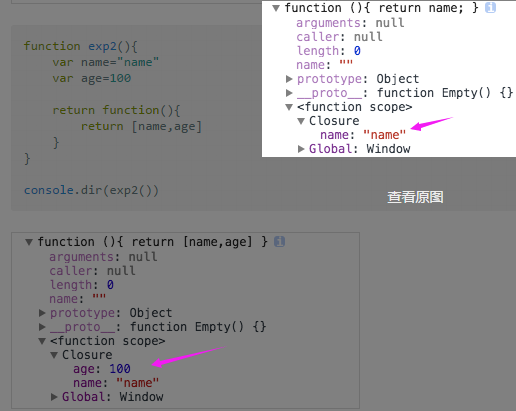 function exp2(){
var name="name"
var age=100
return function(){
return [name,age]
}
}
console.dir(exp2())
▼function (){ return name; } i
arguments: null
caller: null
length: 0
name: ""
▶prototype: Object
▶__proto__: function Empty() {}
▼<function scope>
▼Closure
name: "name"
▶Global: Window
查看原图
▼function (){ return [name,age] } i
arguments: null
caller: null
length: 0
name: ""
▶prototype: Object
▶__proto__: function Empty() {}
▼<function scope>
▼Closure
age: 100
name: "name"
▶Global: Window